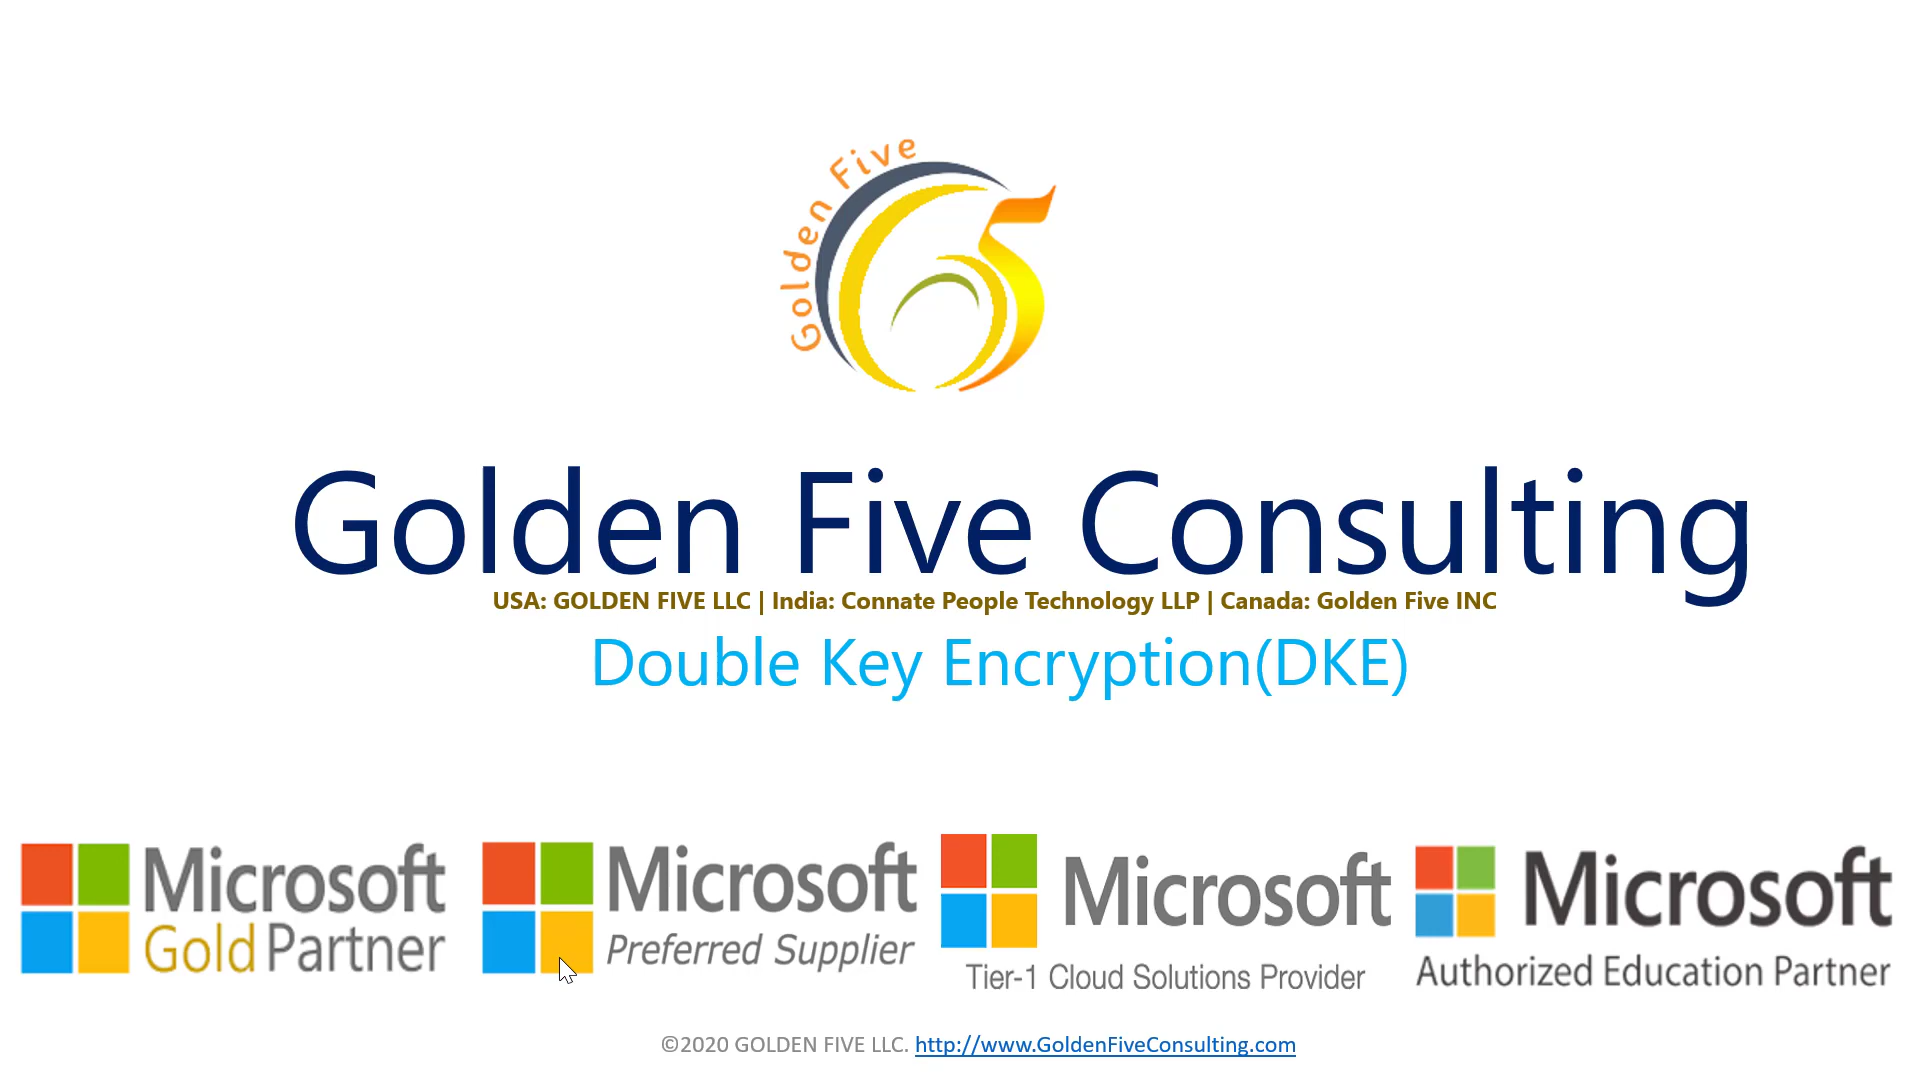 Golden Five
Golden Five Consulting
USA: GOLDEN FIVE LLC | India: Connate People Technology LLP | Canada: Golden Five INC
Double Key Encryption(DKE)
Microsoft
Gold Partner
Microsoft
Preferred Supplier
Microsoft
Tier-1 Cloud Solutions Provider
Microsoft
Authorized Education Partner
©2020 GOLDEN FIVE LLC. http://www.GoldenFiveConsulting.com